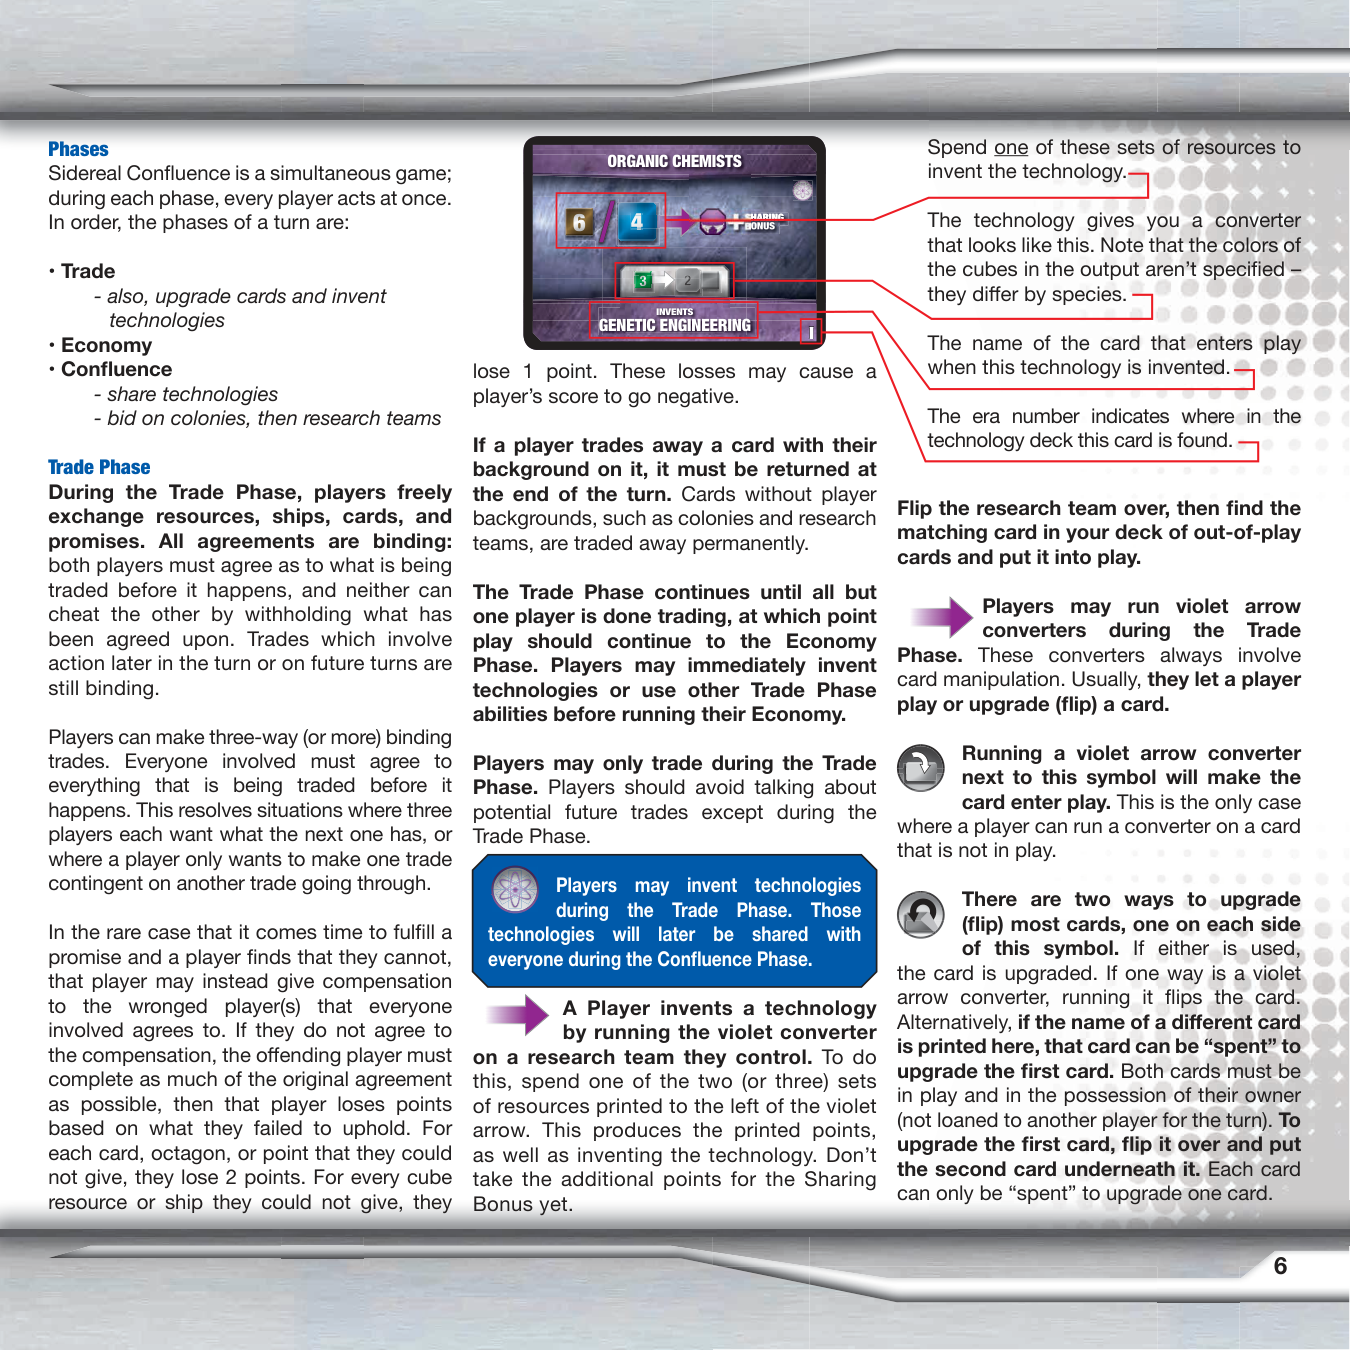 Phases
Sidereal Confluence is a simultaneous game;
during each phase, every player acts at once.
In order, the phases of a turn are:
• Trade
- also, upgrade cards and invent
technologies
• Economy
• Confluence
- share technologies
- bid on colonies, then research teams
Trade Phase
During the Trade Phase, players freely
exchange resources, ships, cards, and
promises. All agreements are binding:
both players must agree as to what is being
traded before it happens, and neither can
cheat the other by withholding what has
been agreed upon. Trades which involve
action later in the turn or on future turns are
still binding.
Players can make three-way (or more) binding
trades. Everyone involved must agree to
everything that is being traded before it
happens. This resolves situations where three
players each want what the next one has, or
where a player only wants to make one trade
contingent on another trade going through.
In the rare case that it comes time to fulfill a
promise and a player finds that they cannot,
that player may instead give compensation
to the wronged player(s) that everyone
involved agrees to. If they do not agree to
the compensation, the offending player must
complete as much of the original agreement
as possible, then that player loses points
based on what they failed to uphold. For
each card, octagon, or point that they could
not give, they lose 2 points. For every cube
resource or ship they could not give, they
ORGANIC CHEMISTS
6 / 4 + SHARING
BONUS
3 2
INVENTS
GENETIC ENGINEERING
I
lose 1 point. These losses may cause a
player's score to go negative.
If a player trades away a card with their
background on it, it must be returned at
the end of the turn. Cards without player
backgrounds, such as colonies and research
teams, are traded away permanently.
The Trade Phase continues until all but
one player is done trading, at which point
play should continue to the Economy
Phase. Players may immediately invent
technologies or use other Trade Phase
abilities before running their Economy.
Players may only trade during the Trade
Phase. Players should avoid talking about
potential future trades except during the
Trade Phase.
Players may invent technologies
during the Trade Phase. Those
technologies will later be shared with
everyone during the Confluence Phase.
A Player invents a technology
by running the violet converter
on a research team they control. To do
this, spend one of the two (or three) sets
of resources printed to the left of the violet
arrow. This produces the printed points,
as well as inventing the technology. Don't
take the additional points for the Sharing
Bonus yet.
Spend one of these sets of resources to
invent the technology.
The technology gives you a converter
that looks like this. Note that the colors of
the cubes in the output aren't specified –
they differ by species.
The name of the card that enters play
when this technology is invented.
The era number indicates where in the
technology deck this card is found.
Flip the research team over, then find the
matching card in your deck of out-of-play
cards and put it into play.
Players may run violet arrow
converters during the Trade
Phase. These converters always involve
card manipulation. Usually, they let a player
play or upgrade (flip) a card.
Running a violet arrow converter
next to this symbol will make the
card enter play. This is the only case
where a player can run a converter on a card
that is not in play.
There are two ways to upgrade
(flip) most cards, one on each side
of this symbol. If either is used,
the card is upgraded. If one way is a violet
arrow converter, running it flips the card.
Alternatively, if the name of a different card
is printed here, that card can be “spent” to
upgrade the first card. Both cards must be
in play and in the possession of their owner
(not loaned to another player for the turn). To
upgrade the first card, flip it over and put
the second card underneath it. Each card
can only be “spent” to upgrade one card.
6